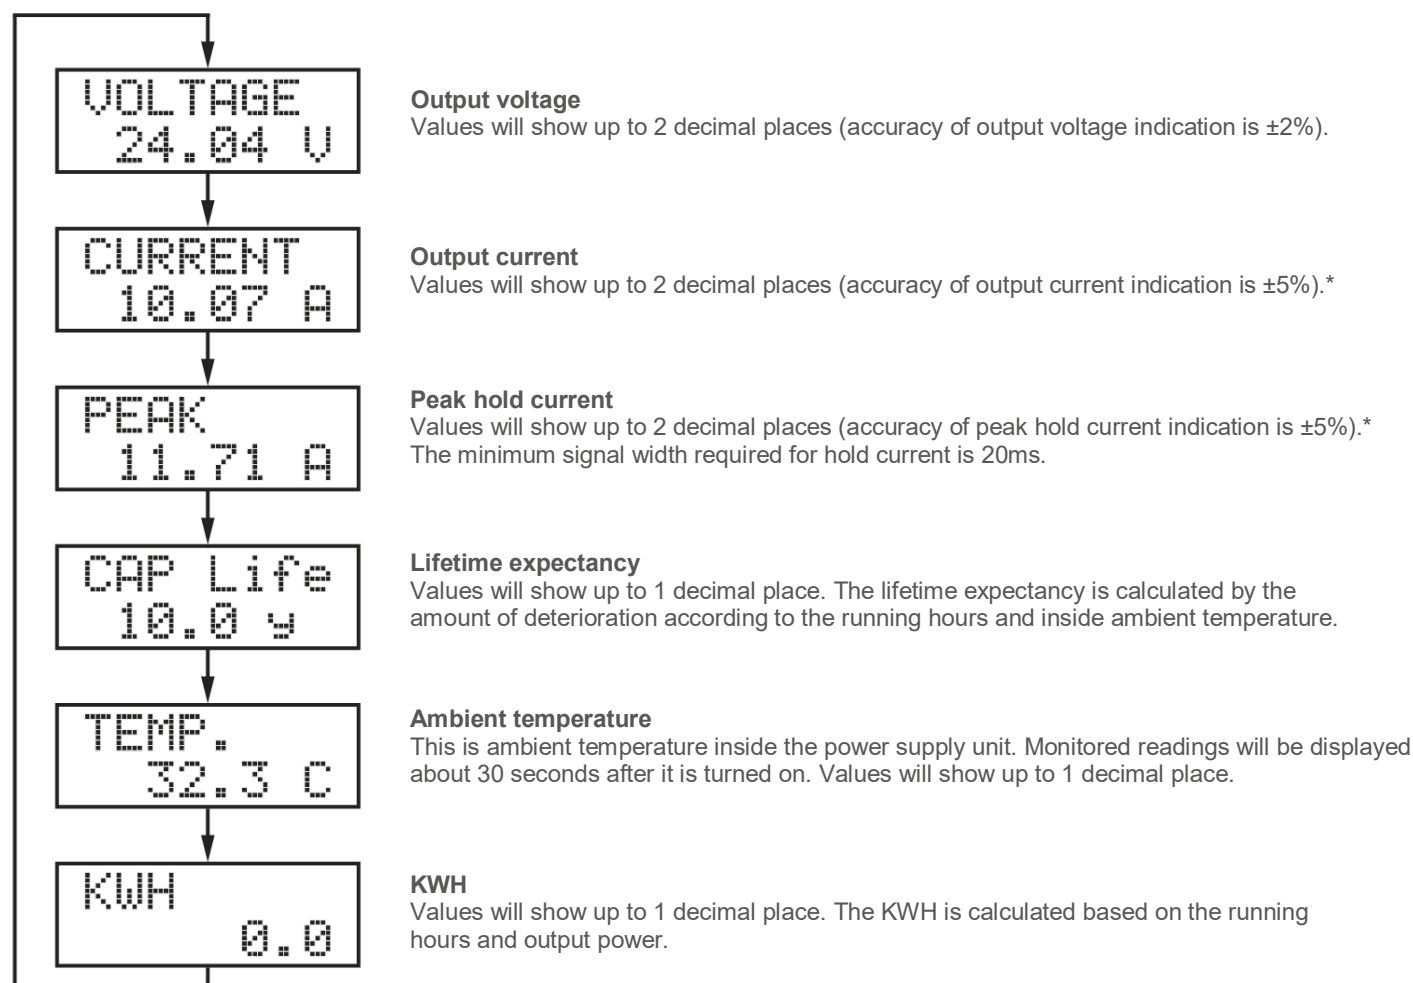 VOLTAGE
24.04 V
Output voltage
Values will show up to 2 decimal places (accuracy of output voltage indication is ±2%).
CURRENT
10.07 A
Output current
Values will show up to 2 decimal places (accuracy of output current indication is ±5%).*
PEAK
11.71 A
Peak hold current
Values will show up to 2 decimal places (accuracy of peak hold current indication is ±5%).*
The minimum signal width required for hold current is 20ms.
CAP Life
10.0 y
Lifetime expectancy
Values will show up to 1 decimal place. The lifetime expectancy is calculated by the
amount of deterioration according to the running hours and inside ambient temperature.
TEMP.
32.3 C
Ambient temperature
This is ambient temperature inside the power supply unit. Monitored readings will be displayed
about 30 seconds after it is turned on. Values will show up to 1 decimal place.
KWH
0.0
KWH
Values will show up to 1 decimal place. The KWH is calculated based on the running
hours and output power.